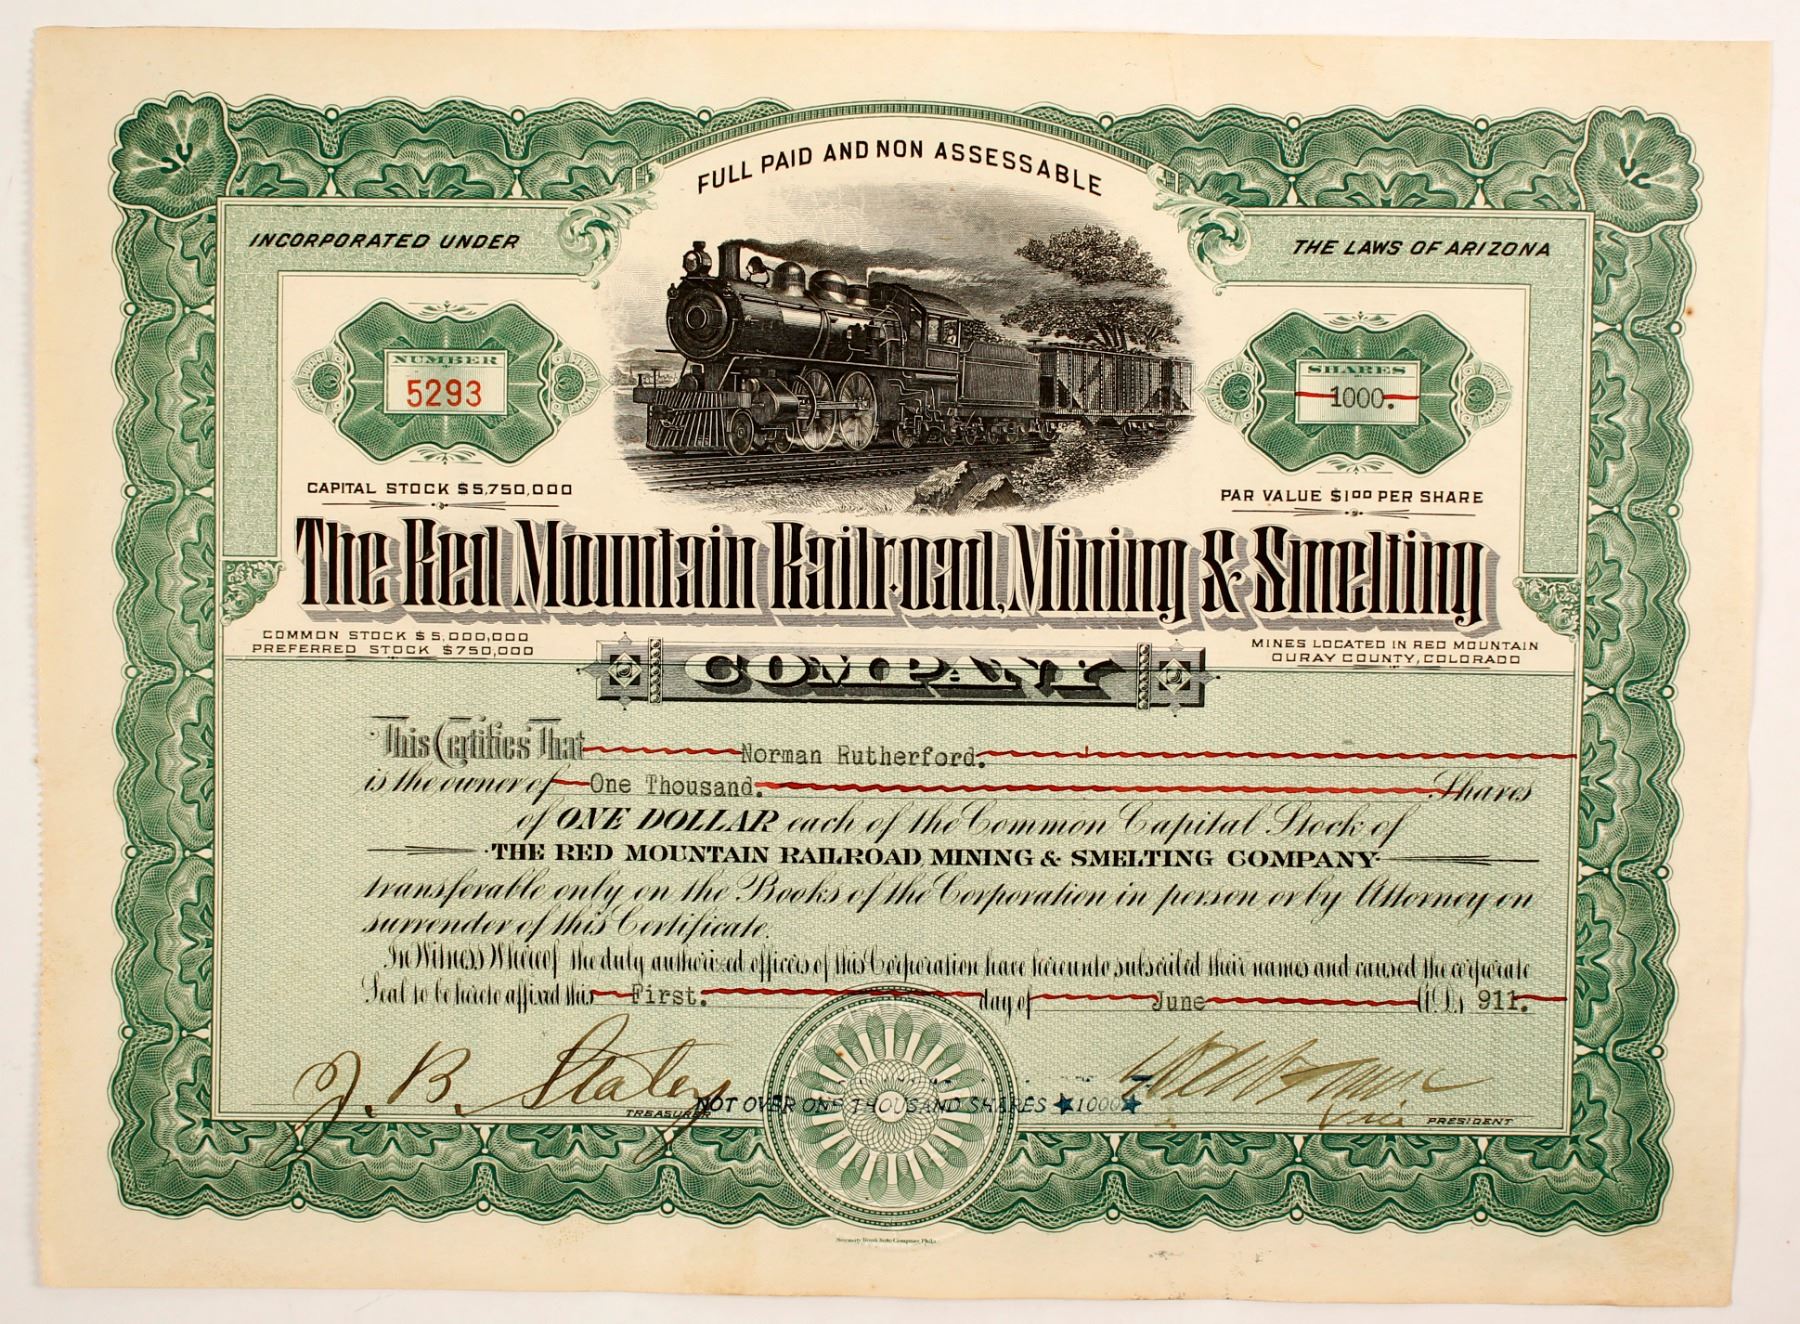 FULL PAID AND NON ASSESSABLE
INCORPORATED UNDER
THE LAWS OF ARIZONA
NUMBER
5293
SHARES
1000.
CAPITAL STOCK $5,750,000
PAR VALUE $100 PER SHARE
The Red Mountain Railroad, Mining & Smelting
COMMON STOCK $5,000,000
PREFERRED STOCK $750,000
COMPANY
MINES LOCATED IN RED MOUNTAIN
OURAY COUNTY, COLORADO
This Certifies That Norman Rutherford.
is the owner of One Thousand. Shares
of ONE DOLLAR each of the Common Capital Stock of
THE RED MOUNTAIN RAILROAD, MINING & SMELTING COMPANY
transferable only on the Books of the Corporation in person or by Attorney on
surrender of this Certificate.
In Witness Whereof the duly authorized officers of this Corporation have hereunto subscribed their names and caused the corporate
Seal to be hereto affixed this First. day of June A.D. 1911.
J. B. Staley
TREASURER
NOT OVER ONE THOUSAND SHARES ★1000★
Vice PRESIDENT
Security Bank Note Company, Phila.